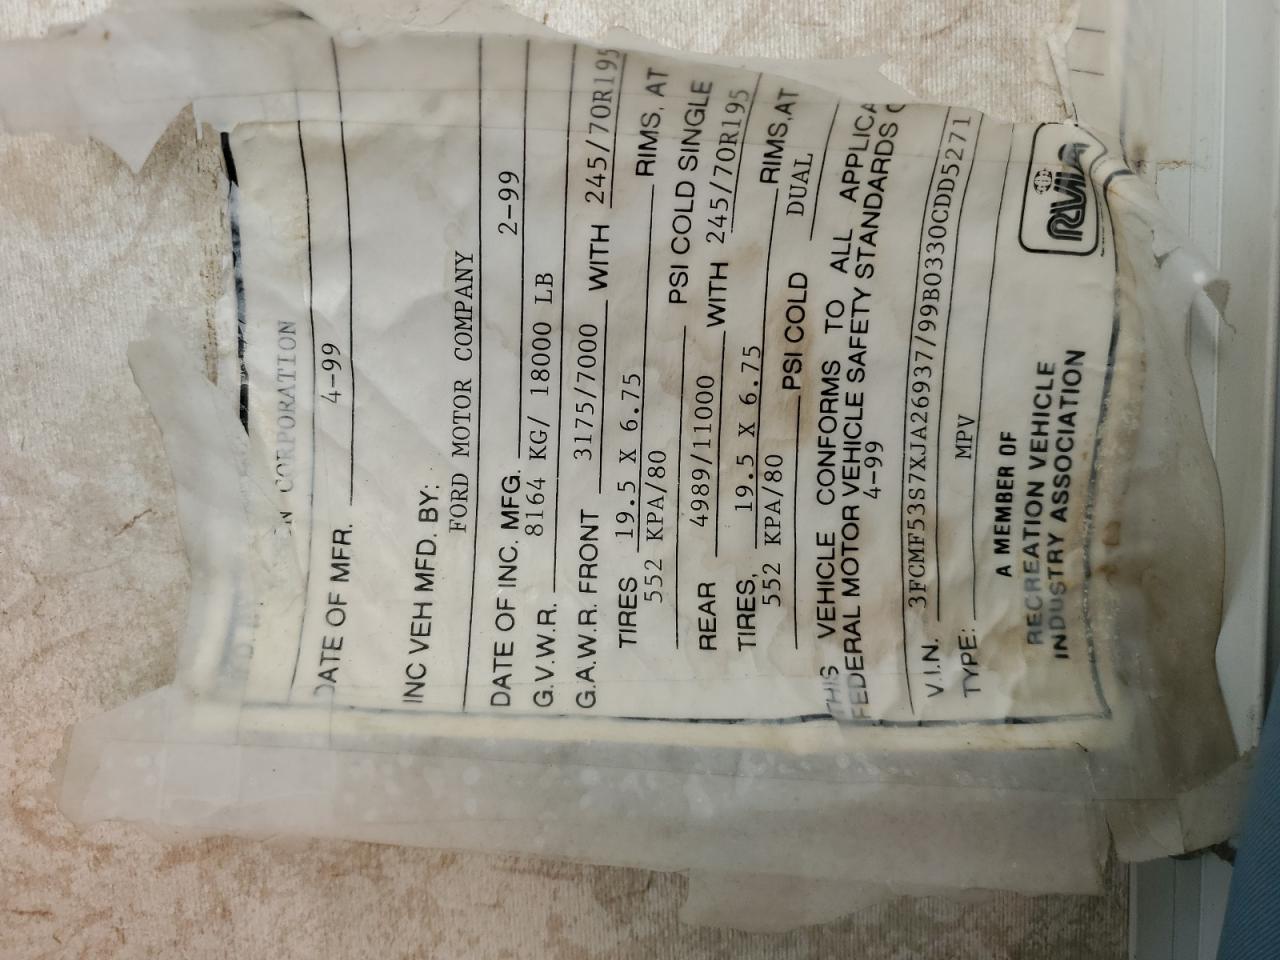 CORPORATION
DATE OF MFR. 4-99
INC VEH MFD. BY:
FORD MOTOR COMPANY
DATE OF INC. MFG. 2-99
G.V.W.R. 8164 KG/ 18000 LB
G.A.W.R. FRONT 3175/7000 WITH 245/70R195
TIRES 19.5 X 6.75 RIMS, AT
552 KPA/80 PSI COLD SINGLE
REAR 4989/11000 WITH 245/70R195
TIRES, 19.5 X 6.75 RIMS,AT
552 KPA/80 PSI COLD DUAL
THIS VEHICLE CONFORMS TO ALL APPLICA
FEDERAL MOTOR VEHICLE SAFETY STANDARDS
4-99
V.I.N. 3FCMF53S7XJA26937/99B0330CDD5271
TYPE: MPV
A MEMBER OF
RECREATION VEHICLE
INDUSTRY ASSOCIATION
RVIA